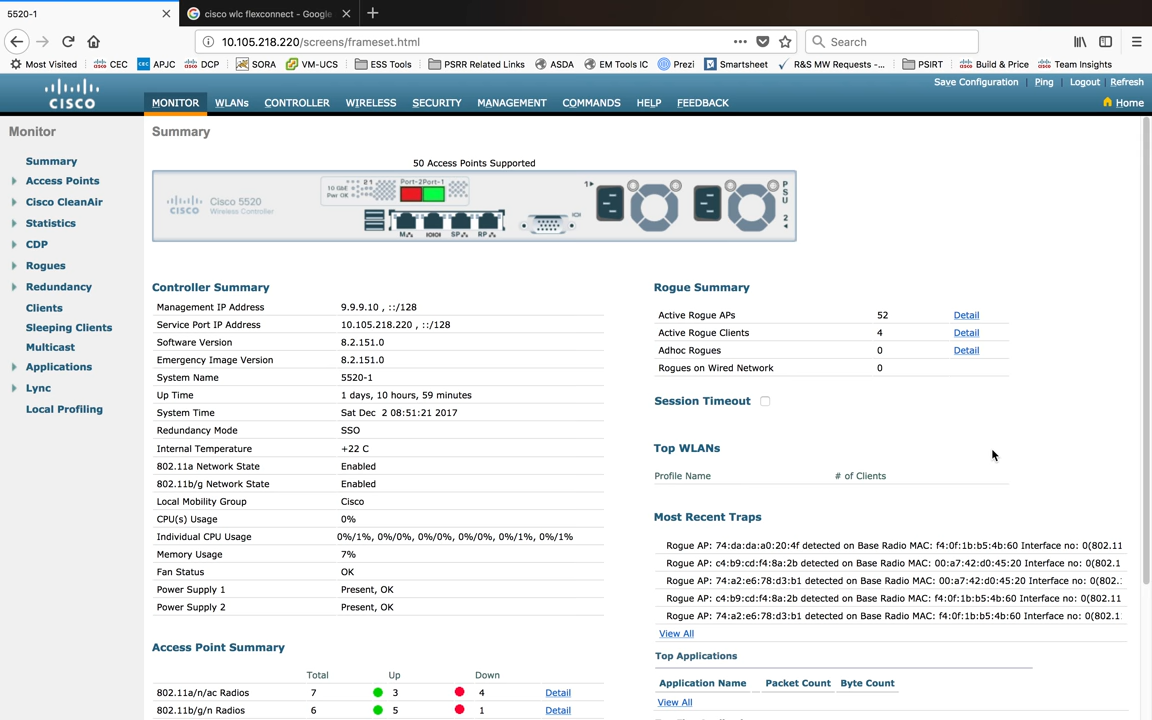 5520-1
cisco wlc flexconnect - Google
10.105.218.220/screens/frameset.html
Search
Most Visited
CEC
APJC
DCP
SORA
VM-UCS
ESS Tools
PSRR Related Links
ASDA
EM Tools IC
Prezi
Smartsheet
R&S MW Requests -...
PSIRT
Build & Price
Team Insights
Save Configuration | Ping | Logout | Refresh
CISCO
MONITOR WLANs CONTROLLER WIRELESS SECURITY MANAGEMENT COMMANDS HELP FEEDBACK
Home
Monitor
Summary
Access Points
Cisco CleanAir
Statistics
CDP
Rogues
Redundancy
Clients
Sleeping Clients
Multicast
Applications
Lync
Local Profiling
Summary
50 Access Points Supported
CISCO
Cisco 5520
Wireless Controller
10 GbE
Pwr OK
2 1
Port-2 Port-1
SP
RP
1
PSU
2
Controller Summary
Management IP Address 9.9.9.10 , ::/128
Service Port IP Address 10.105.218.220 , ::/128
Software Version 8.2.151.0
Emergency Image Version 8.2.151.0
System Name 5520-1
Up Time 1 days, 10 hours, 59 minutes
System Time Sat Dec 2 08:51:21 2017
Redundancy Mode SSO
Internal Temperature +22 C
802.11a Network State Enabled
802.11b/g Network State Enabled
Local Mobility Group Cisco
CPU(s) Usage 0%
Individual CPU Usage 0%/1%, 0%/0%, 0%/0%, 0%/0%, 0%/1%, 0%/1%
Memory Usage 7%
Fan Status OK
Power Supply 1 Present, OK
Power Supply 2 Present, OK
Access Point Summary
Total Up Down
802.11a/n/ac Radios 7 3 4 Detail
802.11b/g/n Radios 6 5 1 Detail
Rogue Summary
Active Rogue APs 52 Detail
Active Rogue Clients 4 Detail
Adhoc Rogues 0 Detail
Rogues on Wired Network 0
Session Timeout
Top WLANs
Profile Name # of Clients
Most Recent Traps
Rogue AP: 74:da:da:a0:20:4f detected on Base Radio MAC: f4:0f:1b:b5:4b:60 Interface no: 0(802.11
Rogue AP: c4:b9:cd:f4:8a:2b detected on Base Radio MAC: 00:a7:42:d0:45:20 Interface no: 0(802.1
Rogue AP: 74:a2:e6:78:d3:b1 detected on Base Radio MAC: 00:a7:42:d0:45:20 Interface no: 0(802.
Rogue AP: c4:b9:cd:f4:8a:2b detected on Base Radio MAC: f4:0f:1b:b5:4b:60 Interface no: 0(802.11
Rogue AP: 74:a2:e6:78:d3:b1 detected on Base Radio MAC: f4:0f:1b:b5:4b:60 Interface no: 0(802.1
View All
Top Applications
Application Name Packet Count Byte Count
View All